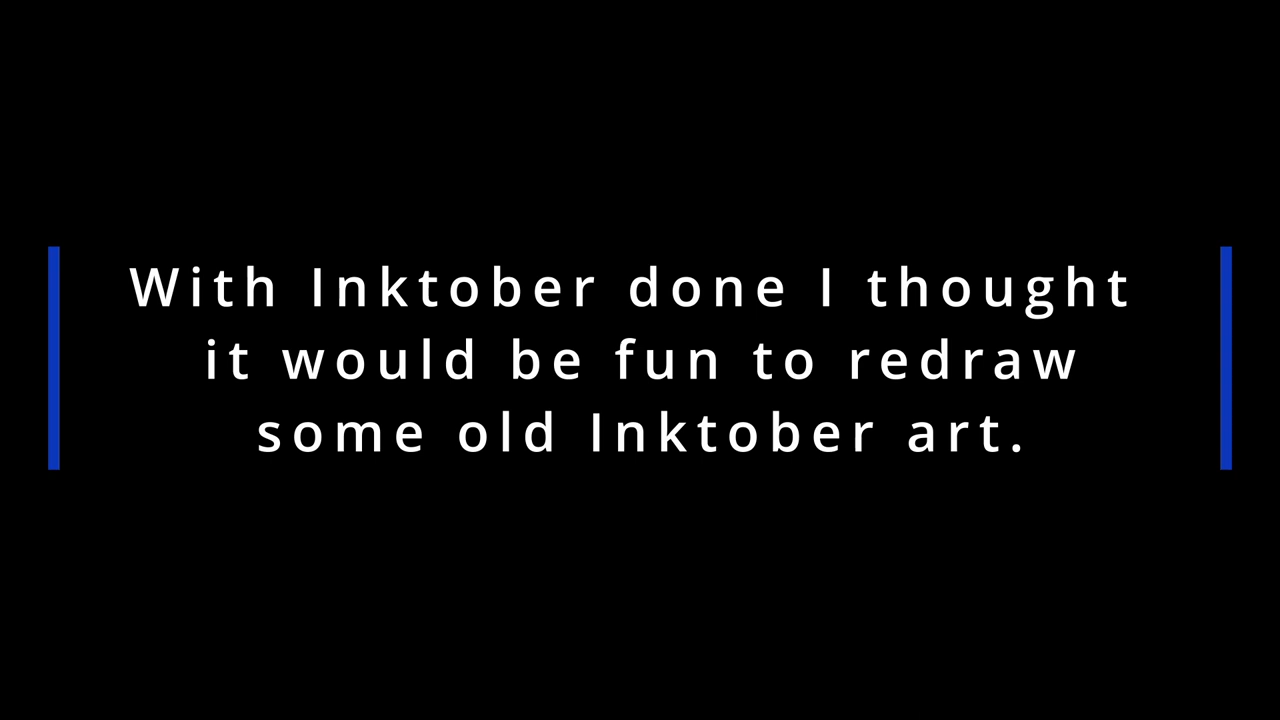 With Inktober done I thought
it would be fun to redraw
some old Inktober art.